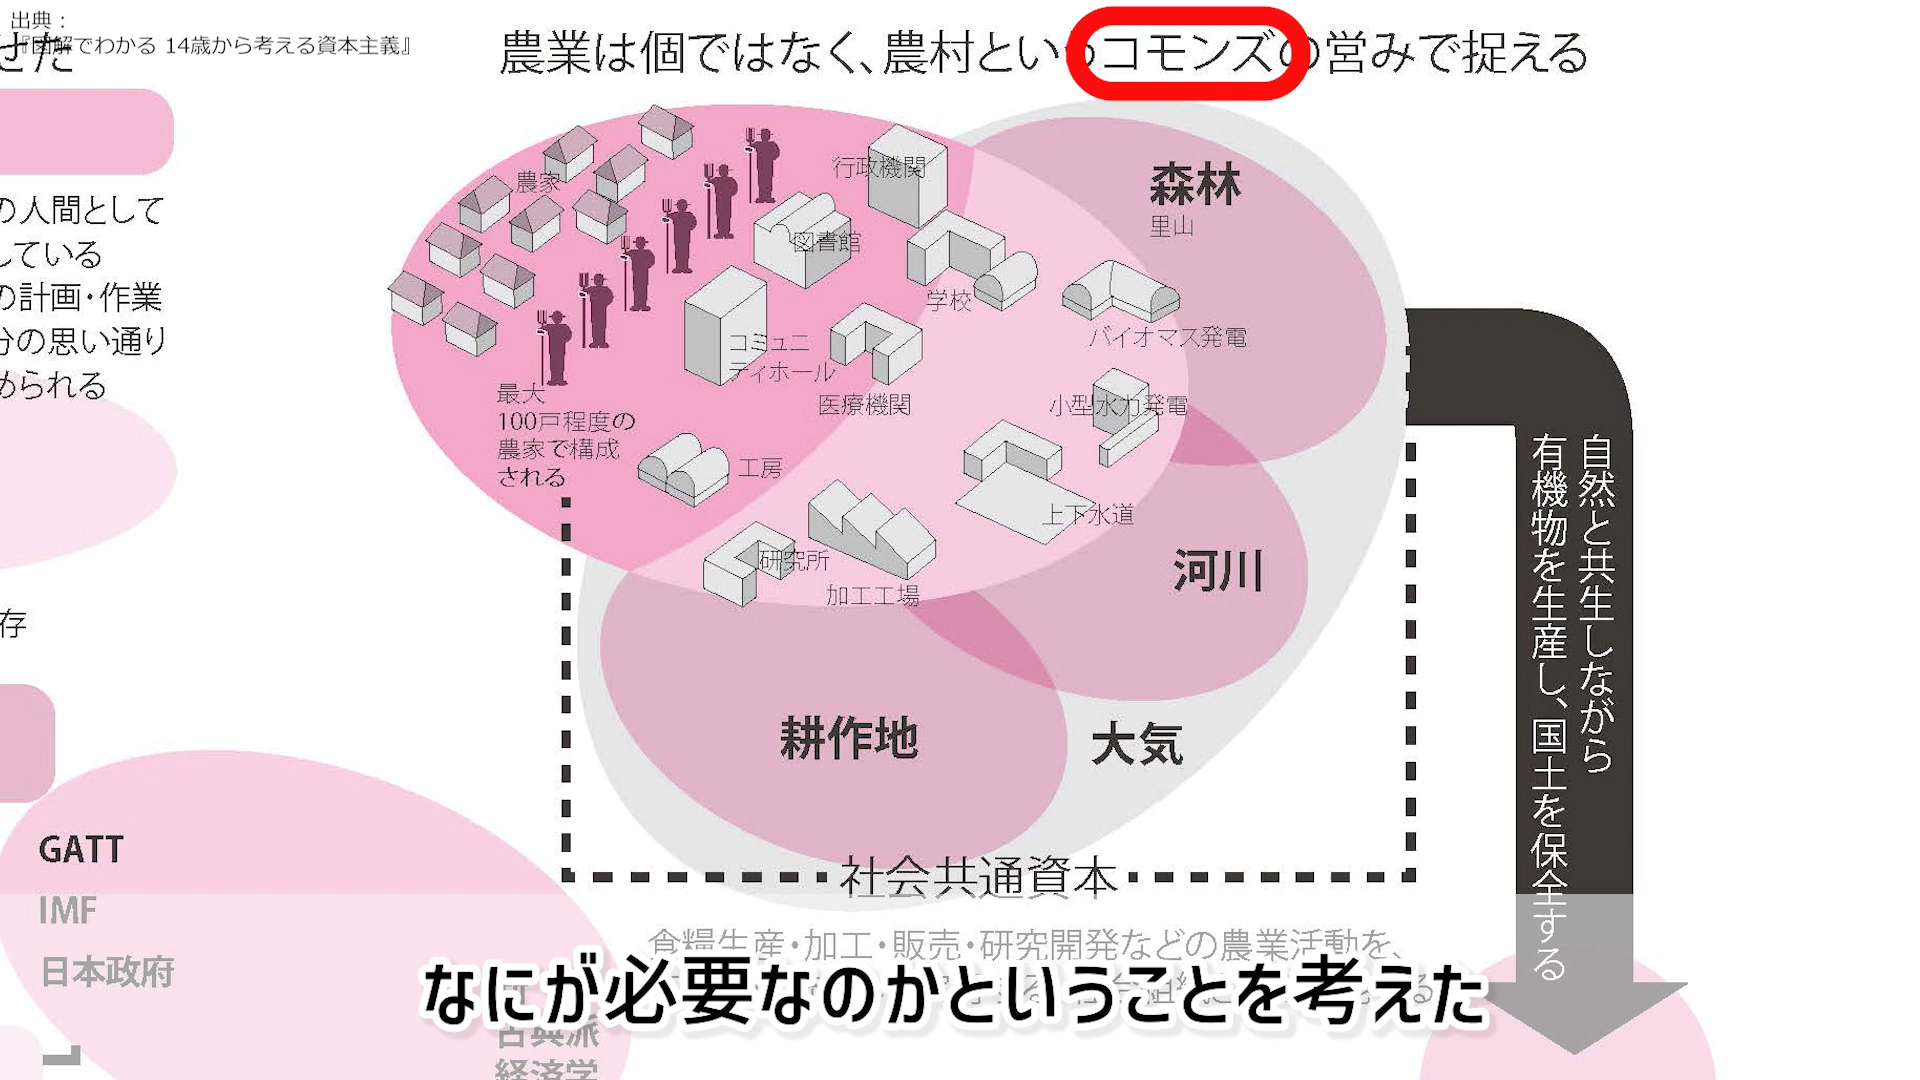 出典：
『図解でわかる 14歳から考える資本主義』
せた
農業は個ではなく、農村というコモンズの営みで捉える
の人間として
している
の計画・作業
分の思い通り
められる
存
農家
行政機関
図書館
学校
コミュニ
ティホール
医療機関
バイオマス発電
小型水力発電
最大
100戸程度の
農家で構成
される
工房
上下水道
研究所
加工工場
森林
里山
河川
耕作地
大気
社会共通資本
自然と共生しながら
有機物を生産し、国土を保全する
GATT
IMF
日本政府
食糧生産・加工・販売・研究開発などの農業活動を、
古典派
経済学
なにが必要なのかということを考えた